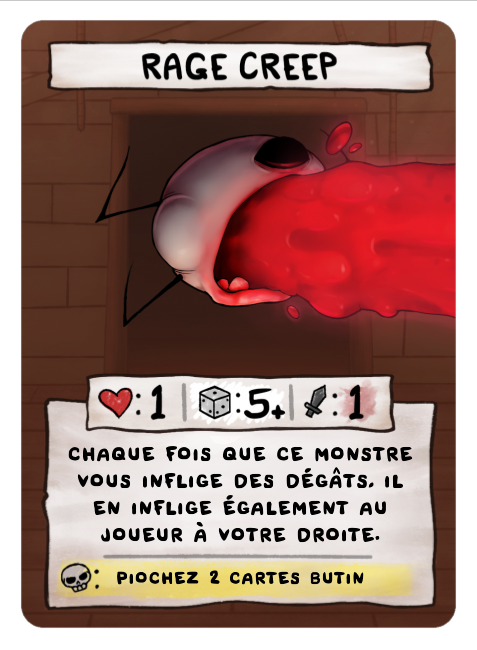 RAGE CREEP
: 1 | : 5+ | : 1
CHAQUE FOIS QUE CE MONSTRE
VOUS INFLIGE DES DÉGÂTS, IL
EN INFLIGE ÉGALEMENT AU
JOUEUR À VOTRE DROITE.
: PIOCHEZ 2 CARTES BUTIN